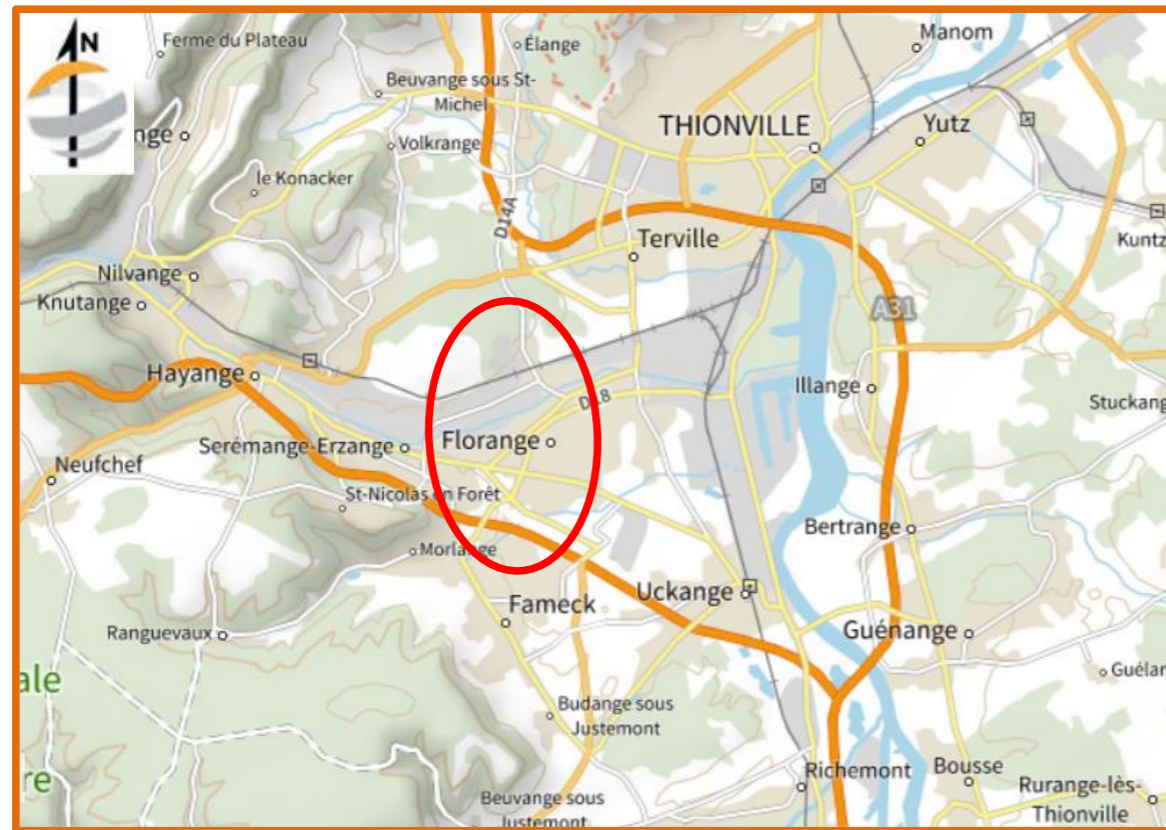 N
Ferme du Plateau
Élange
Manom
Beuvange sous St-
Michel
THIONVILLE
Yutz
nge
Volkrange
le Konacker
D14A
Terville
Kuntz
Nilvange
Knutange
A31
Hayange
Illange
D18
Stuckang
Florange
Serémange-Erzange
Neufchef
St-Nicolas en Forêt
Bertrange
Morlange
Uckange
Fameck
Guénange
Ranguevaux
Guélan
ale
Budange sous
Justemont
re
Richemont
Bousse
Rurange-lès-
Thionville
Beuvange sous
Justemont